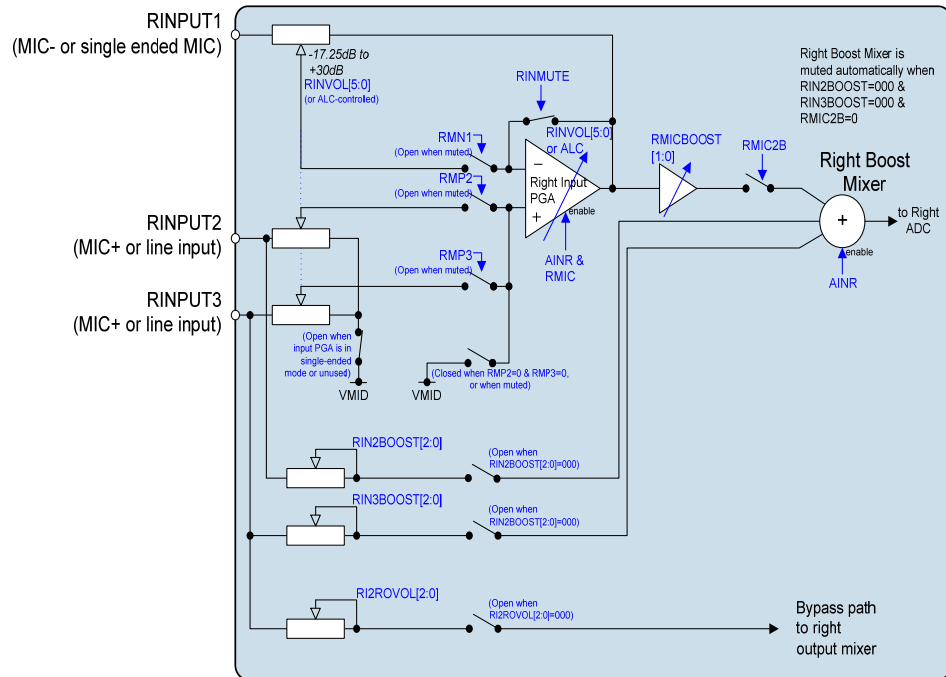 RINPUT1
(MIC- or single ended MIC)
-17.25dB to
+30dB
RINVOL[5:0]
(or ALC-controlled)
RINMUTE
RINVOL[5:0]
or ALC
RMN1
(Open when muted)
RMP2
(Open when muted)
−
Right Input
PGA
+
enable
AINR &
RMIC
RMICBOOST
[1:0]
RMIC2B
Right Boost Mixer is
muted automatically when
RIN2BOOST=000 &
RIN3BOOST=000 &
RMIC2B=0
Right Boost
Mixer
+
enable
to Right
ADC
AINR
RINPUT2
(MIC+ or line input)
RMP3
(Open when muted)
RINPUT3
(MIC+ or line input)
(Open when
input PGA is in
single-ended
mode or unused)
VMID
(Closed when RMP2=0 & RMP3=0,
or when muted)
VMID
RIN2BOOST[2:0]
(Open when
RIN2BOOST[2:0]=000)
RIN3BOOST[2:0]
(Open when
RIN2BOOST[2:0]=000)
RI2ROVOL[2:0]
(Open when
RI2ROVOL[2:0]=000)
Bypass path
to right
output mixer